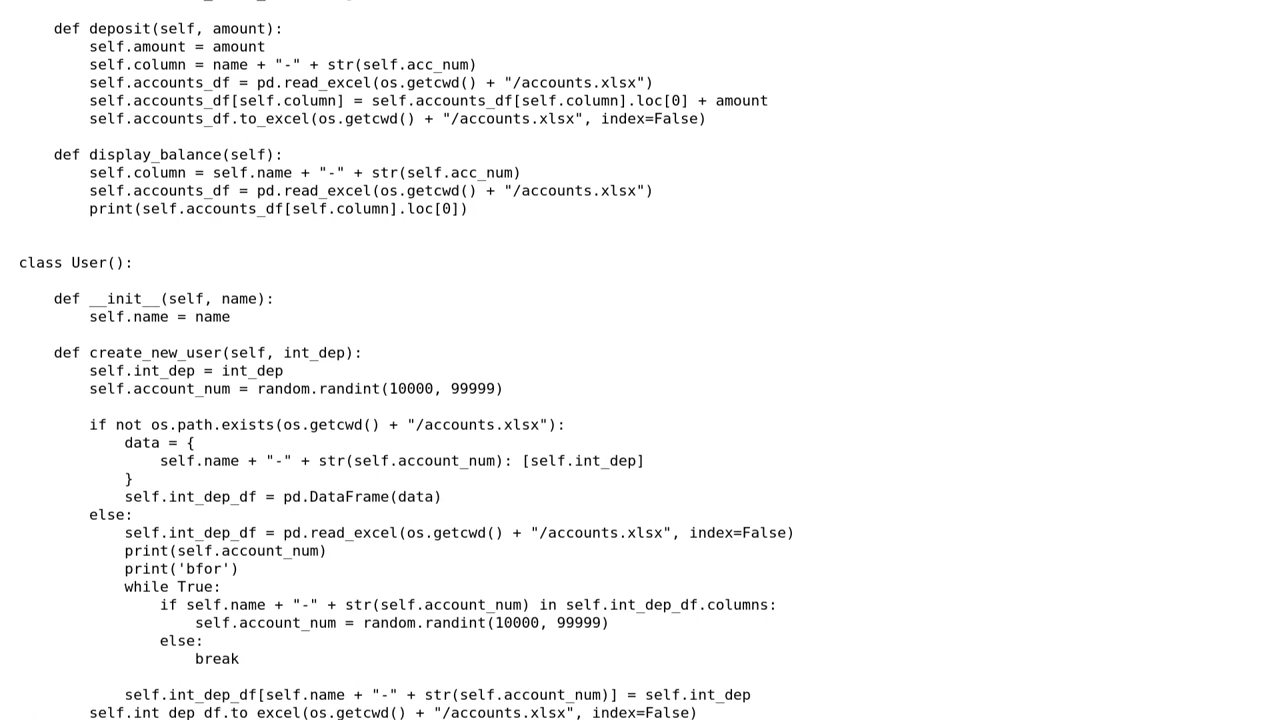 def deposit(self, amount):
self.amount = amount
self.column = name + "-" + str(self.acc_num)
self.accounts_df = pd.read_excel(os.getcwd() + "/accounts.xlsx")
self.accounts_df[self.column] = self.accounts_df[self.column].loc[0] + amount
self.accounts_df.to_excel(os.getcwd() + "/accounts.xlsx", index=False)
def display_balance(self):
self.column = self.name + "-" + str(self.acc_num)
self.accounts_df = pd.read_excel(os.getcwd() + "/accounts.xlsx")
print(self.accounts_df[self.column].loc[0])
class User():
def __init__(self, name):
self.name = name
def create_new_user(self, int_dep):
self.int_dep = int_dep
self.account_num = random.randint(10000, 99999)
if not os.path.exists(os.getcwd() + "/accounts.xlsx"):
data = {
self.name + "-" + str(self.account_num): [self.int_dep]
}
self.int_dep_df = pd.DataFrame(data)
else:
self.int_dep_df = pd.read_excel(os.getcwd() + "/accounts.xlsx", index=False)
print(self.account_num)
print('bfor')
while True:
if self.name + "-" + str(self.account_num) in self.int_dep_df.columns:
self.account_num = random.randint(10000, 99999)
else:
break
self.int_dep_df[self.name + "-" + str(self.account_num)] = self.int_dep
self.int_dep_df.to_excel(os.getcwd() + "/accounts.xlsx", index=False)